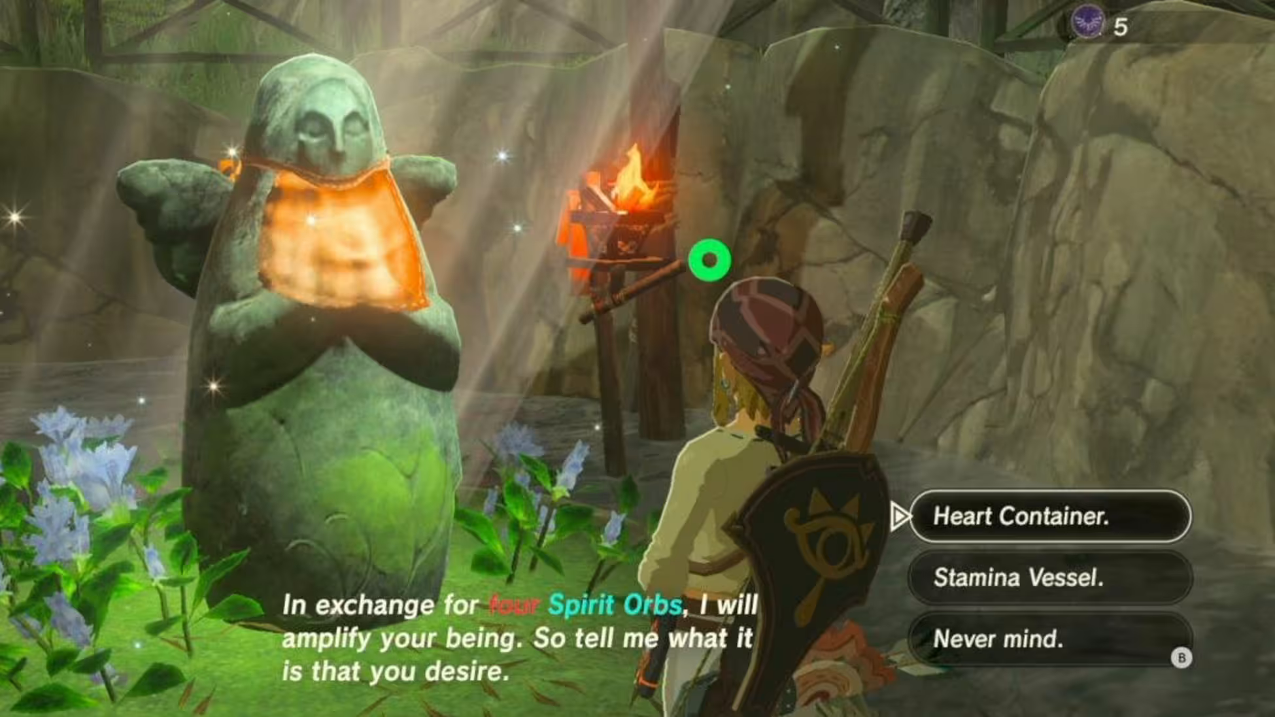 5
In exchange for four Spirit Orbs, I will
amplify your being. So tell me what it
is that you desire.
Heart Container.
Stamina Vessel.
Never mind.
B